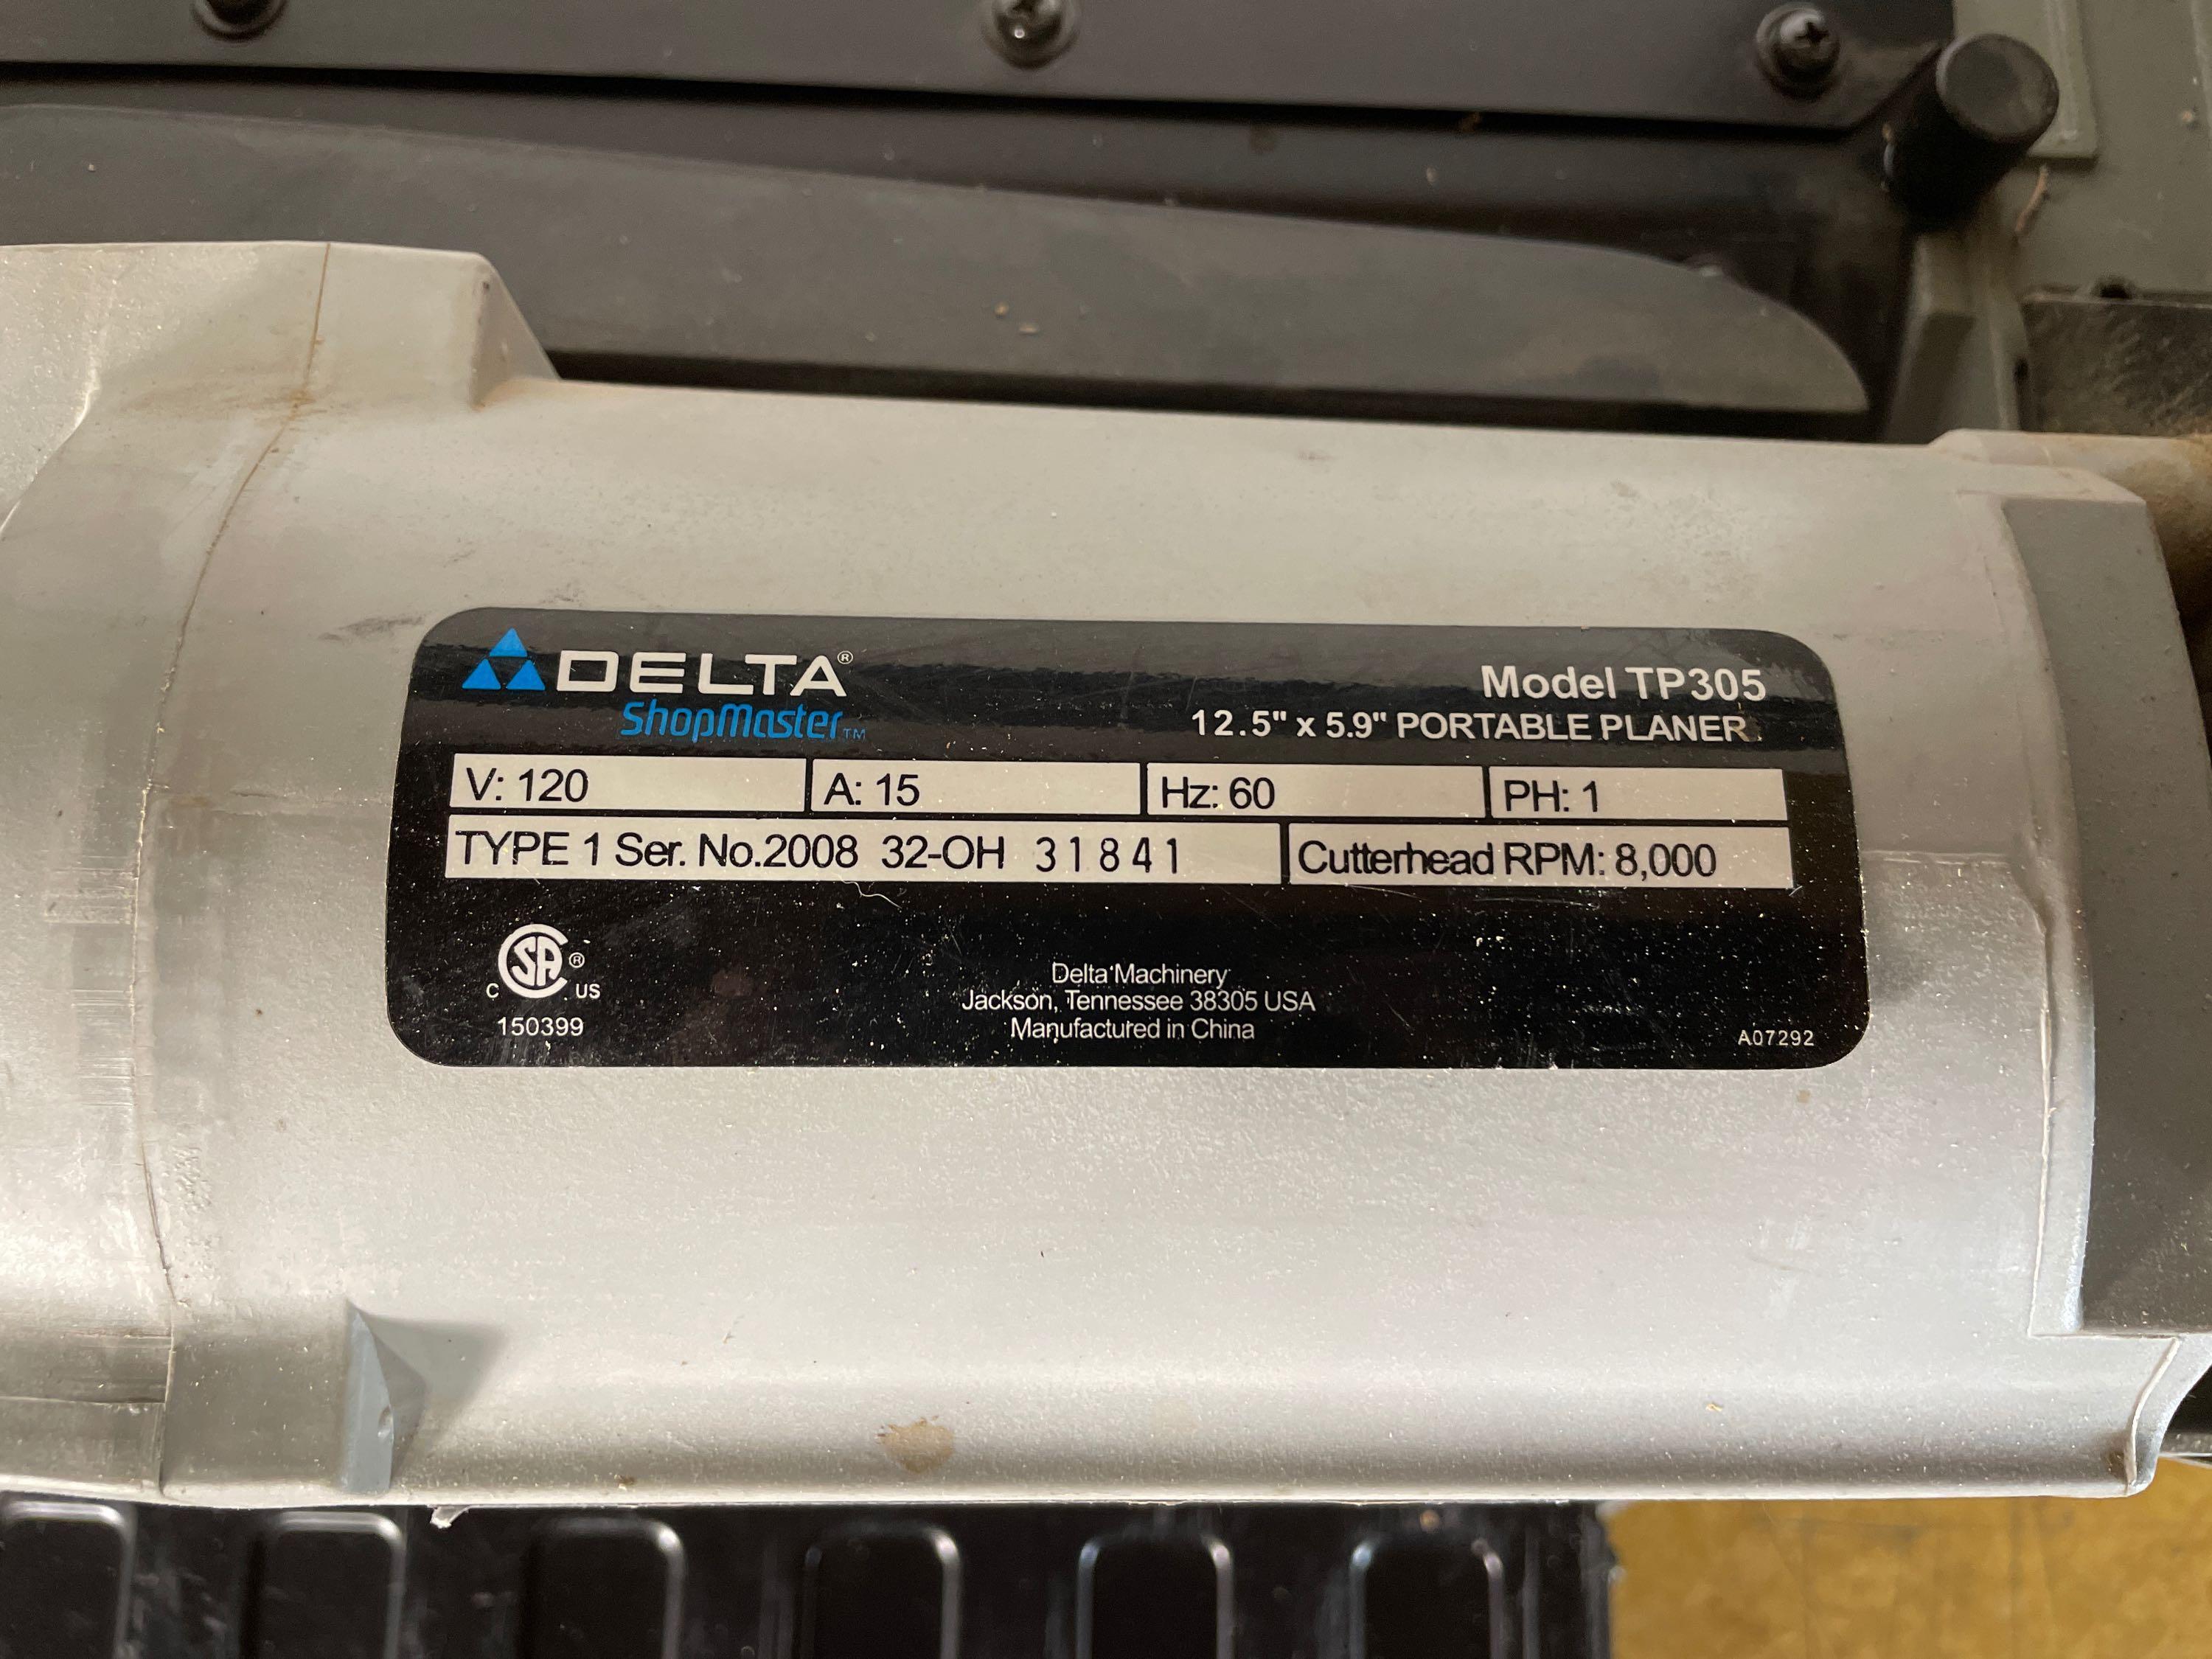 DELTA®
ShopMaster™
Model TP305
12.5" x 5.9" PORTABLE PLANER
V: 120 A: 15 Hz: 60 PH: 1
TYPE 1 Ser. No.2008 32-OH 31841 Cutterhead RPM: 8,000
CSA®
C US
150399
Delta Machinery
Jackson, Tennessee 38305 USA
Manufactured in China
A07292